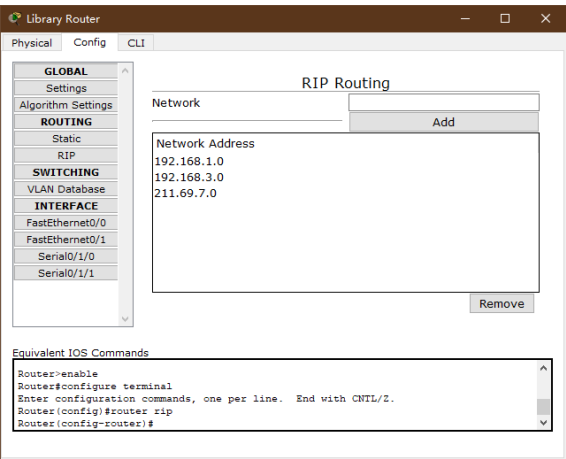 Library Router
Physical Config CLI
GLOBAL
Settings
Algorithm Settings
ROUTING
Static
RIP
SWITCHING
VLAN Database
INTERFACE
FastEthernet0/0
FastEthernet0/1
Serial0/1/0
Serial0/1/1
RIP Routing
Network
Add
Network Address
192.168.1.0
192.168.3.0
211.69.7.0
Remove
Equivalent IOS Commands
Router>enable
Router#configure terminal
Enter configuration commands, one per line.  End with CNTL/Z.
Router(config)#router rip
Router(config-router)#